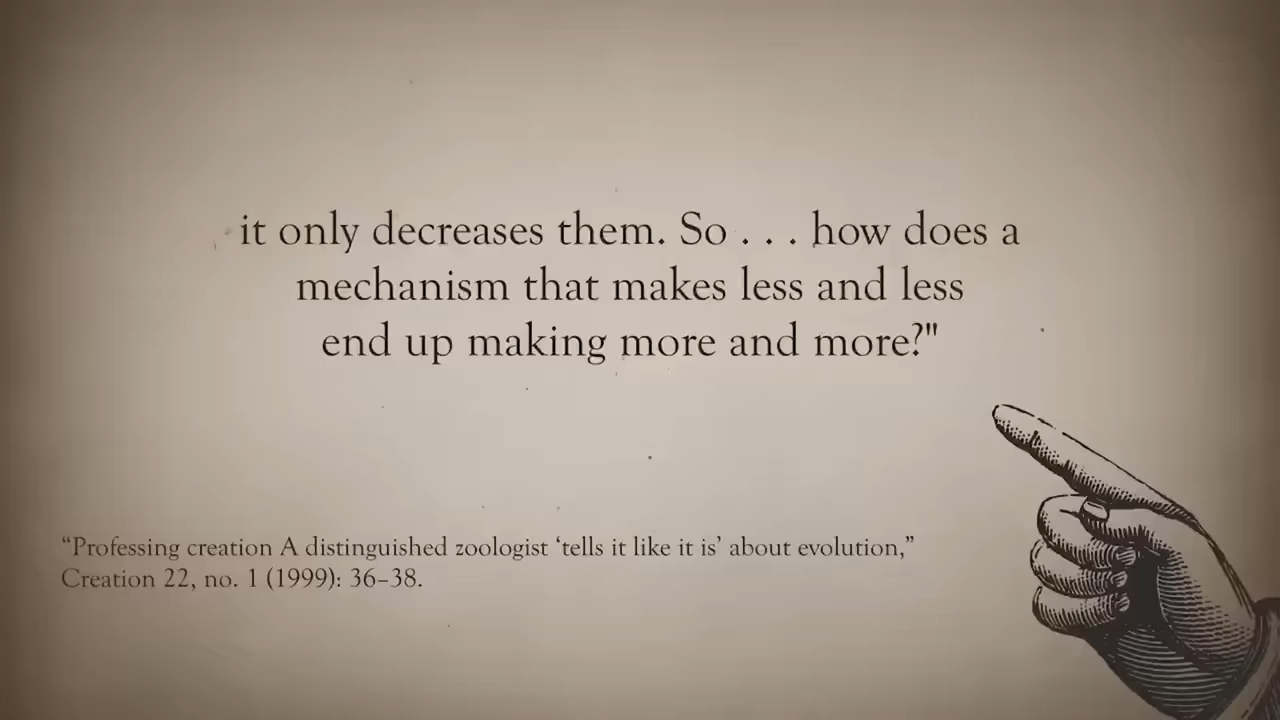 it only decreases them. So . . . how does a
mechanism that makes less and less
end up making more and more?"
“Professing creation A distinguished zoologist ‘tells it like it is’ about evolution,”
Creation 22, no. 1 (1999): 36–38.